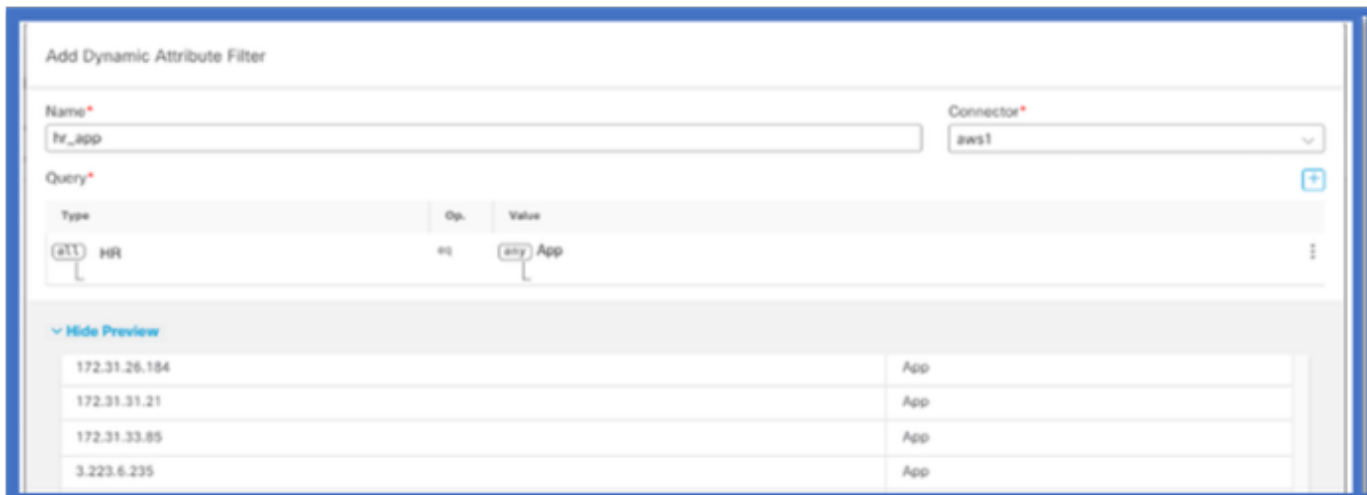 Add Dynamic Attribute Filter
Name* Connector*
hr_app aws1
Query*
Type Op. Value
all HR eq any App
Hide Preview
172.31.26.184 App
172.31.31.21 App
172.31.33.85 App
3.223.6.235 App